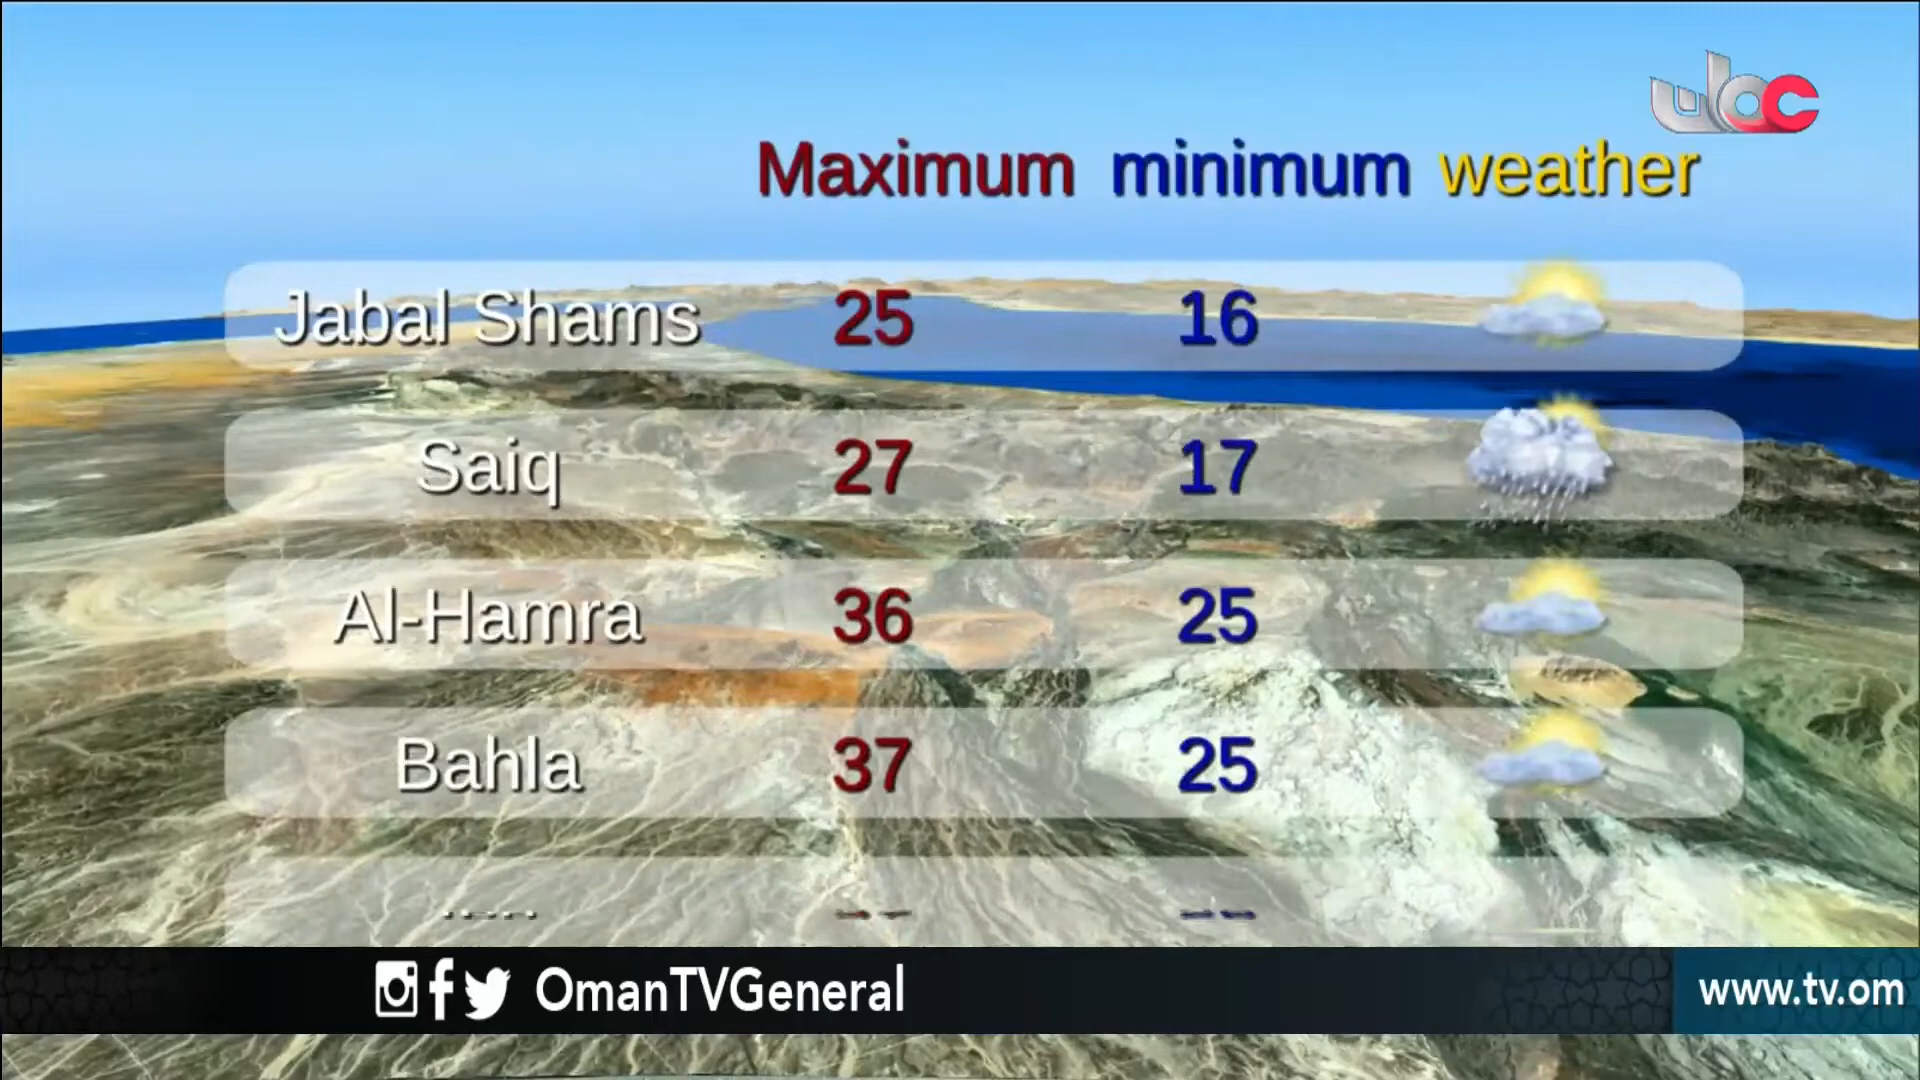 عمان
Maximum minimum weather
Jabal Shams 25 16
Saiq 27 17
Al-Hamra 36 25
Bahla 37 25
OmanTVGeneral
www.tv.om